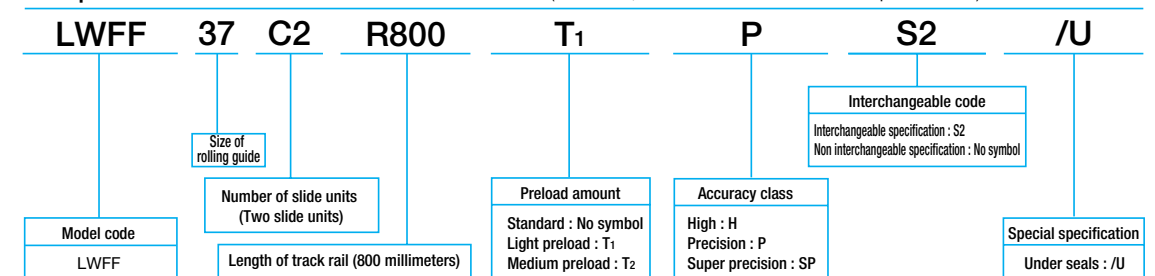 LWFF 37 C2 R800 T1 P S2 /U
Interchangeable code
Interchangeable specification : S2
Non interchangeable specification : No symbol
Size of
rolling guide
Number of slide units
(Two slide units)
Preload amount
Standard : No symbol
Light preload : T1
Medium preload : T2
Accuracy class
High : H
Precision : P
Super precision : SP
Model code
LWFF
Length of track rail (800 millimeters)
Special specification
Under seals : /U